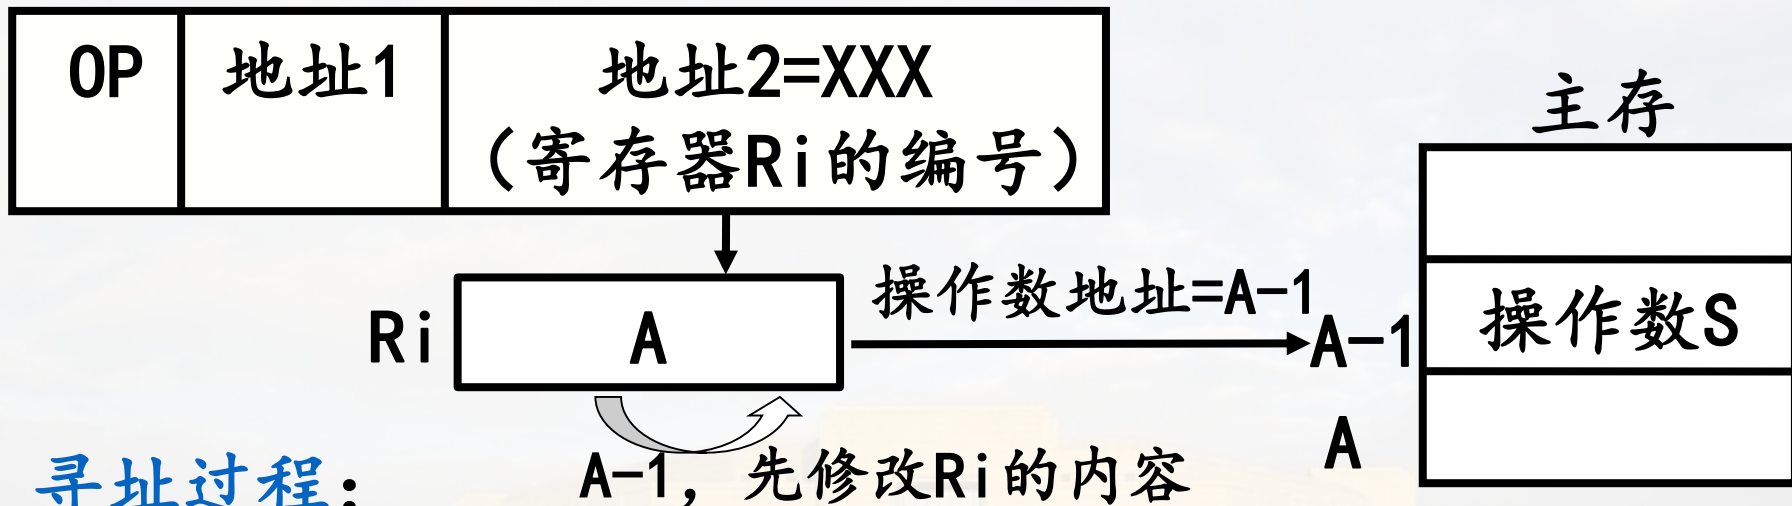 OP
地址1
地址2=XXX
(寄存器Ri的编号)
主存
Ri
A
操作数地址=A-1
A-1
操作数S
A
A-1, 先修改Ri的内容
寻址过程: